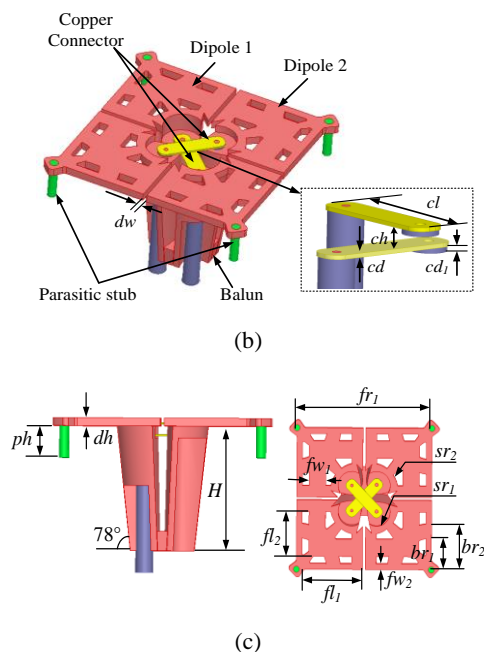 Copper
Connector
Dipole 1
Dipole 2
dw
Parasitic stub
Balun
cl
ch
cd
cd1
(b)
ph
dh
H
78°
fr1
fw1
sr2
sr1
fl2
br1
br2
fw2
fl1
(c)